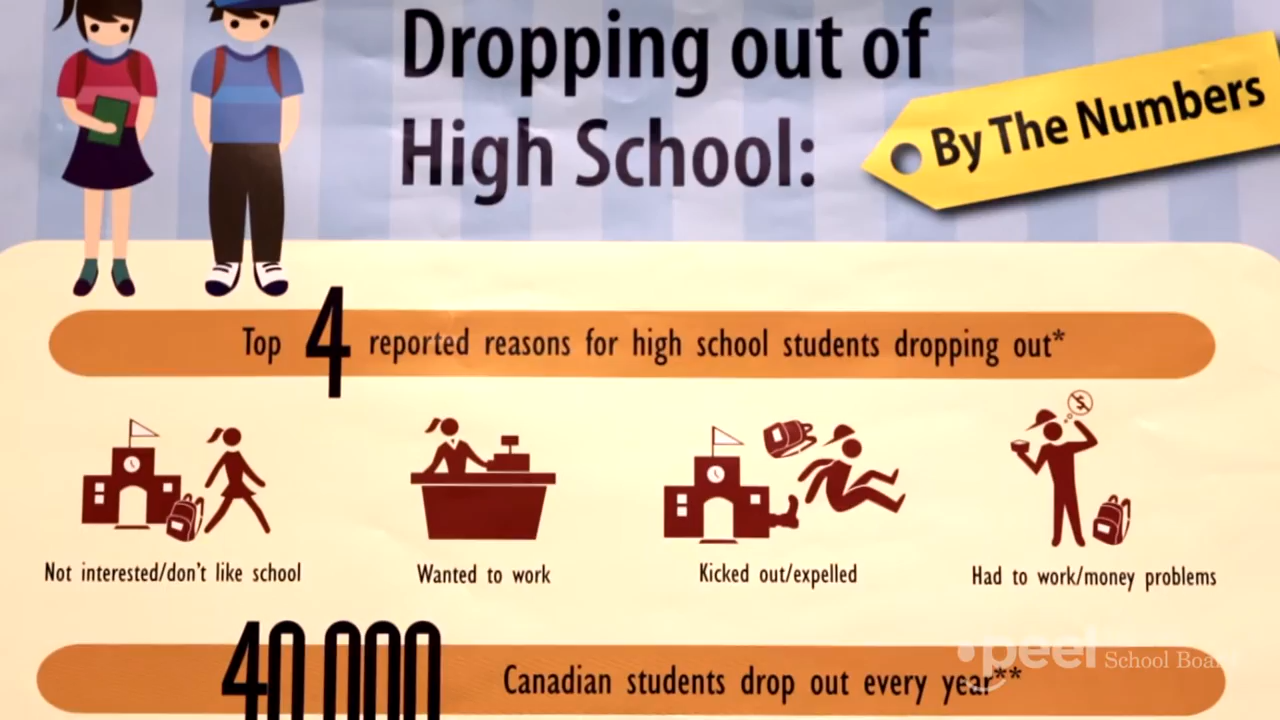 Dropping out of
High School:
By The Numbers
Top 4 reported reasons for high school students dropping out*
Not interested/don't like school
Wanted to work
Kicked out/expelled
Had to work/money problems
40,000 Canadian students drop out every year**
peel School Board